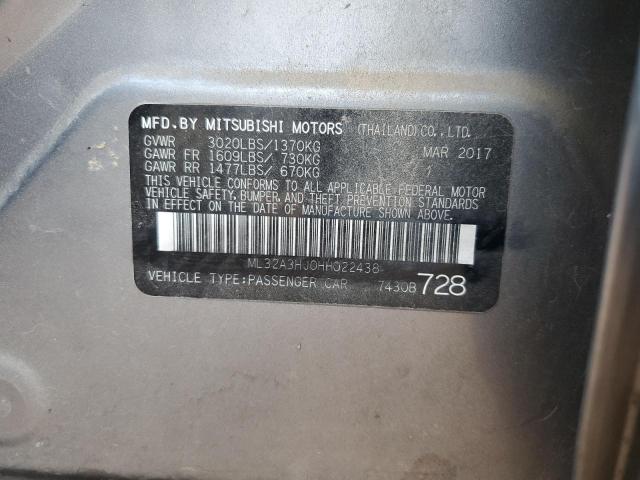 MFD.BY MITSUBISHI MOTORS (THAILAND)CO.,LTD.
GVWR 3020LBS/1370KG MAR 2017
GAWR FR 1609LBS/ 730KG
GAWR RR 1477LBS/ 670KG
THIS VEHICLE CONFORMS TO ALL APPLICABLE FEDERAL MOTOR
VEHICLE SAFETY, BUMPER, AND THEFT PREVENTION STANDARDS
IN EFFECT ON THE DATE OF MANUFACTURE SHOWN ABOVE.
ML32A3HJ0HH022438
VEHICLE TYPE:PASSENGER CAR 7430B 728